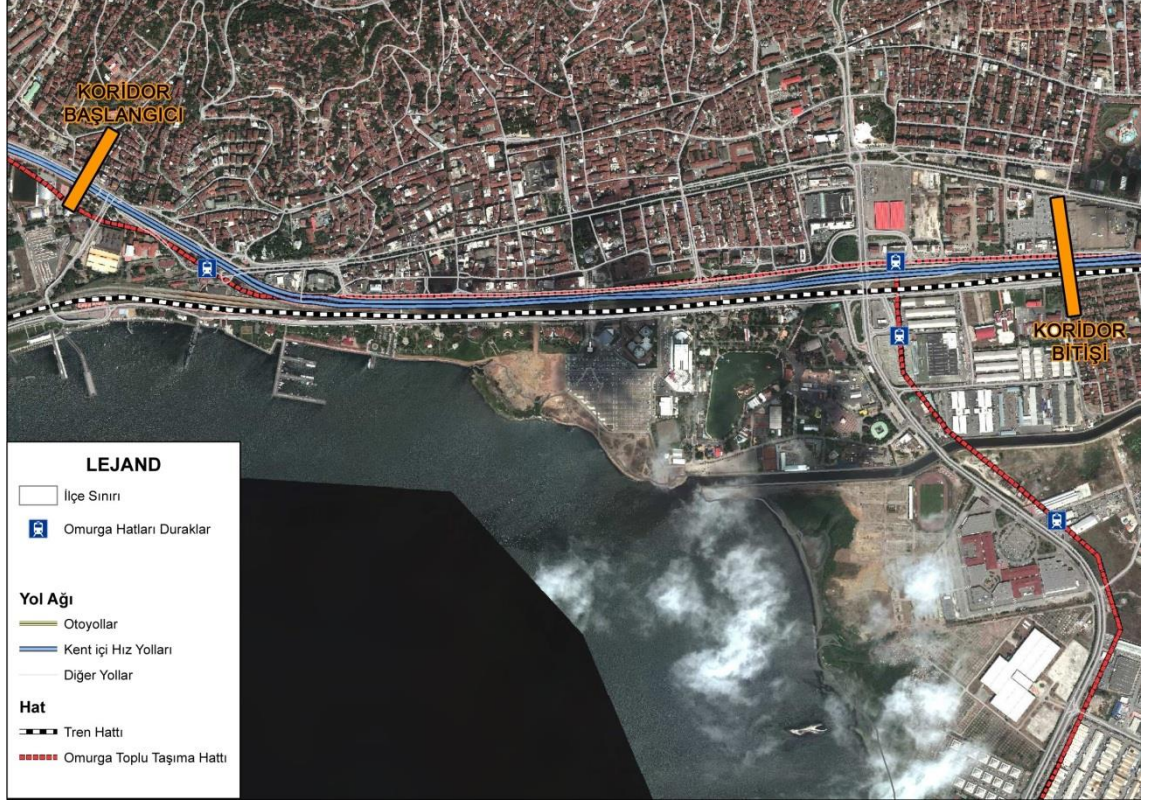 KORİDOR
BAŞLANGICI
KORİDOR
BİTİŞİ
LEJAND
İlçe Sınırı
Omurga Hatları Duraklar
Yol Ağı
Otoyollar
Kent içi Hız Yolları
Diğer Yollar
Hat
Tren Hattı
Omurga Toplu Taşıma Hattı